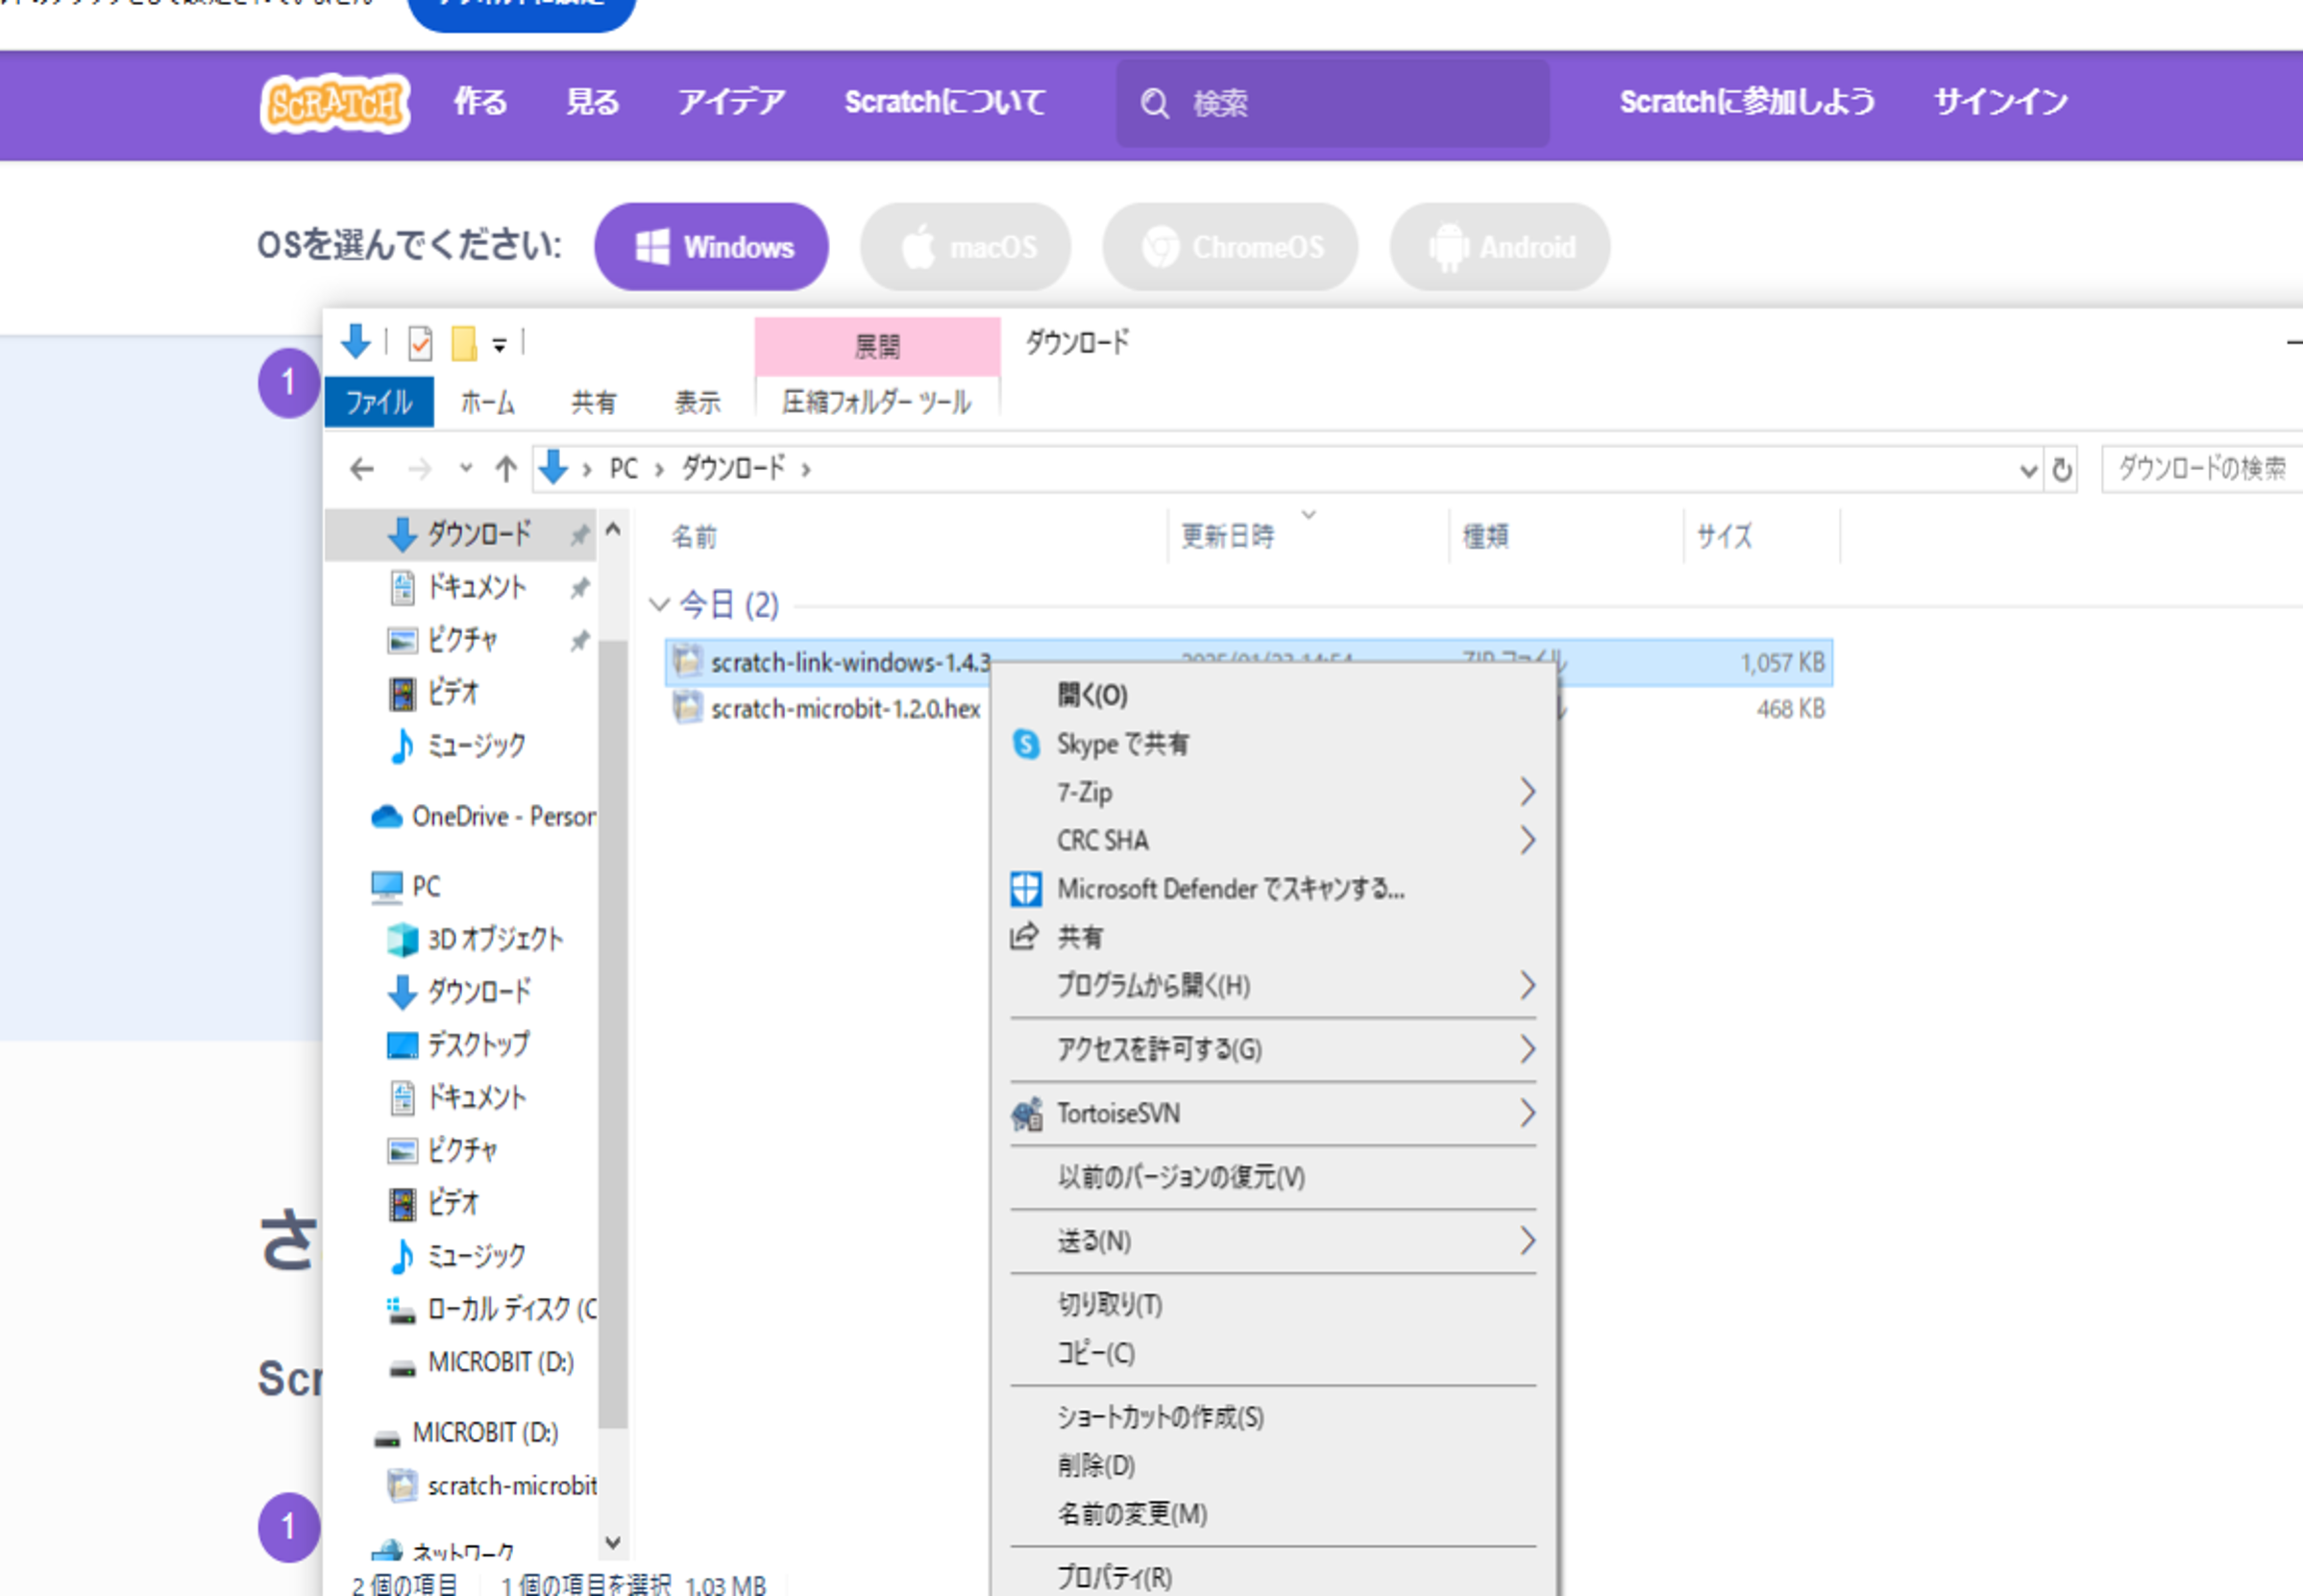 SCRATCH 作る 見る アイデア Scratchについて 検索 Scratchに参加しよう サインイン
OSを選んでください: Windows macOS ChromeOS Android
展開 ダウンロード
1
ファイル ホーム 共有 表示 圧縮フォルダー ツール
PC ダウンロード ダウンロードの検索
名前 更新日時 種類 サイズ
今日 (2)
scratch-link-windows-1.4.3 2025/01/23 14:54 ZIP ファイル 1,057 KB
scratch-microbit-1.2.0.hex 468 KB
ダウンロード
ドキュメント
ピクチャ
ビデオ
ミュージック
OneDrive - Person
PC
3D オブジェクト
ダウンロード
デスクトップ
ドキュメント
ピクチャ
ビデオ
ミュージック
ローカル ディスク (C
MICROBIT (D:)
MICROBIT (D:)
scratch-microbit
ネットワーク
開く(O)
Skype で共有
7-Zip
CRC SHA
Microsoft Defender でスキャンする...
共有
プログラムから開く(H)
アクセスを許可する(G)
TortoiseSVN
以前のバージョンの復元(V)
送る(N)
切り取り(T)
コピー(C)
ショートカットの作成(S)
削除(D)
名前の変更(M)
プロパティ(R)
さ
Scr
1
2 個の項目 1 個の項目を選択 1.03 MB